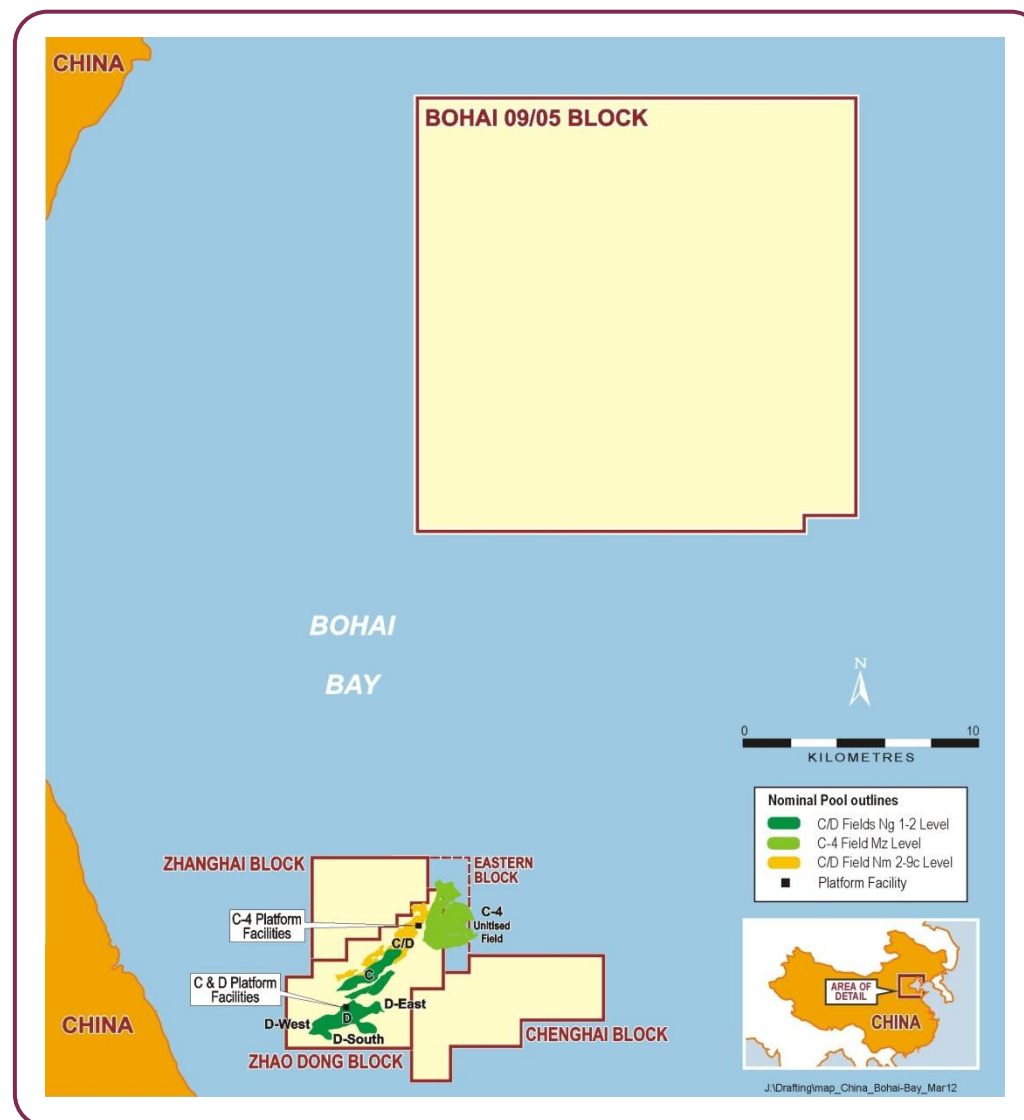 CHINA
BOHAI 09/05 BLOCK
BOHAI
BAY
N
0 10
KILOMETRES
Nominal Pool outlines
C/D Fields Ng 1-2 Level
C-4 Field Mz Level
C/D Field Nm 2-9c Level
Platform Facility
ZHANGHAI BLOCK
EASTERN
BLOCK
C-4 Platform
Facilities
C-4
Unitised
Field
C/D
C
C & D Platform
Facilities
D-East
D
D-West
D-South
CHINA
CHENGHAI BLOCK
ZHAO DONG BLOCK
AREA OF
DETAIL
CHINA
J:\Drafting\map_China_Bohai-Bay_Mar12